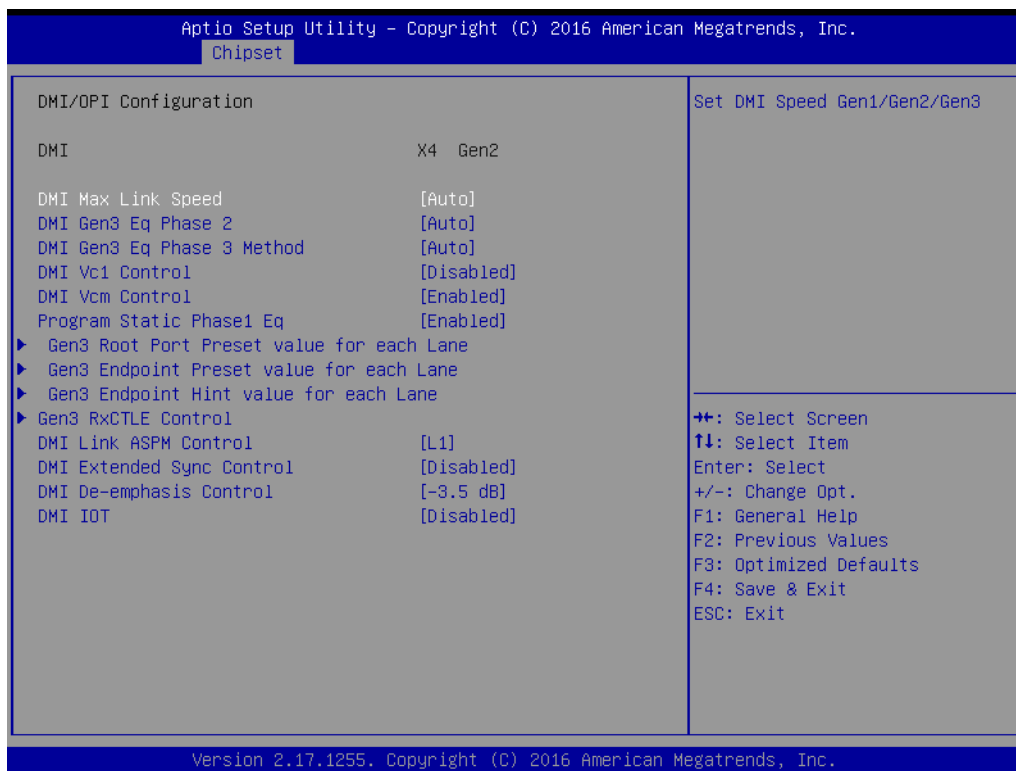 Aptio Setup Utility – Copyright (C) 2016 American Megatrends, Inc.
Chipset
DMI/OPI Configuration
DMI X4 Gen2
DMI Max Link Speed [Auto]
DMI Gen3 Eq Phase 2 [Auto]
DMI Gen3 Eq Phase 3 Method [Auto]
DMI Vc1 Control [Disabled]
DMI Vcm Control [Enabled]
Program Static Phase1 Eq [Enabled]
Gen3 Root Port Preset value for each Lane
Gen3 Endpoint Preset value for each Lane
Gen3 Endpoint Hint value for each Lane
Gen3 RxCTLE Control
DMI Link ASPM Control [L1]
DMI Extended Sync Control [Disabled]
DMI De-emphasis Control [-3.5 dB]
DMI IOT [Disabled]
Set DMI Speed Gen1/Gen2/Gen3
→←: Select Screen
↑↓: Select Item
Enter: Select
+/-: Change Opt.
F1: General Help
F2: Previous Values
F3: Optimized Defaults
F4: Save & Exit
ESC: Exit
Version 2.17.1255. Copyright (C) 2016 American Megatrends, Inc.